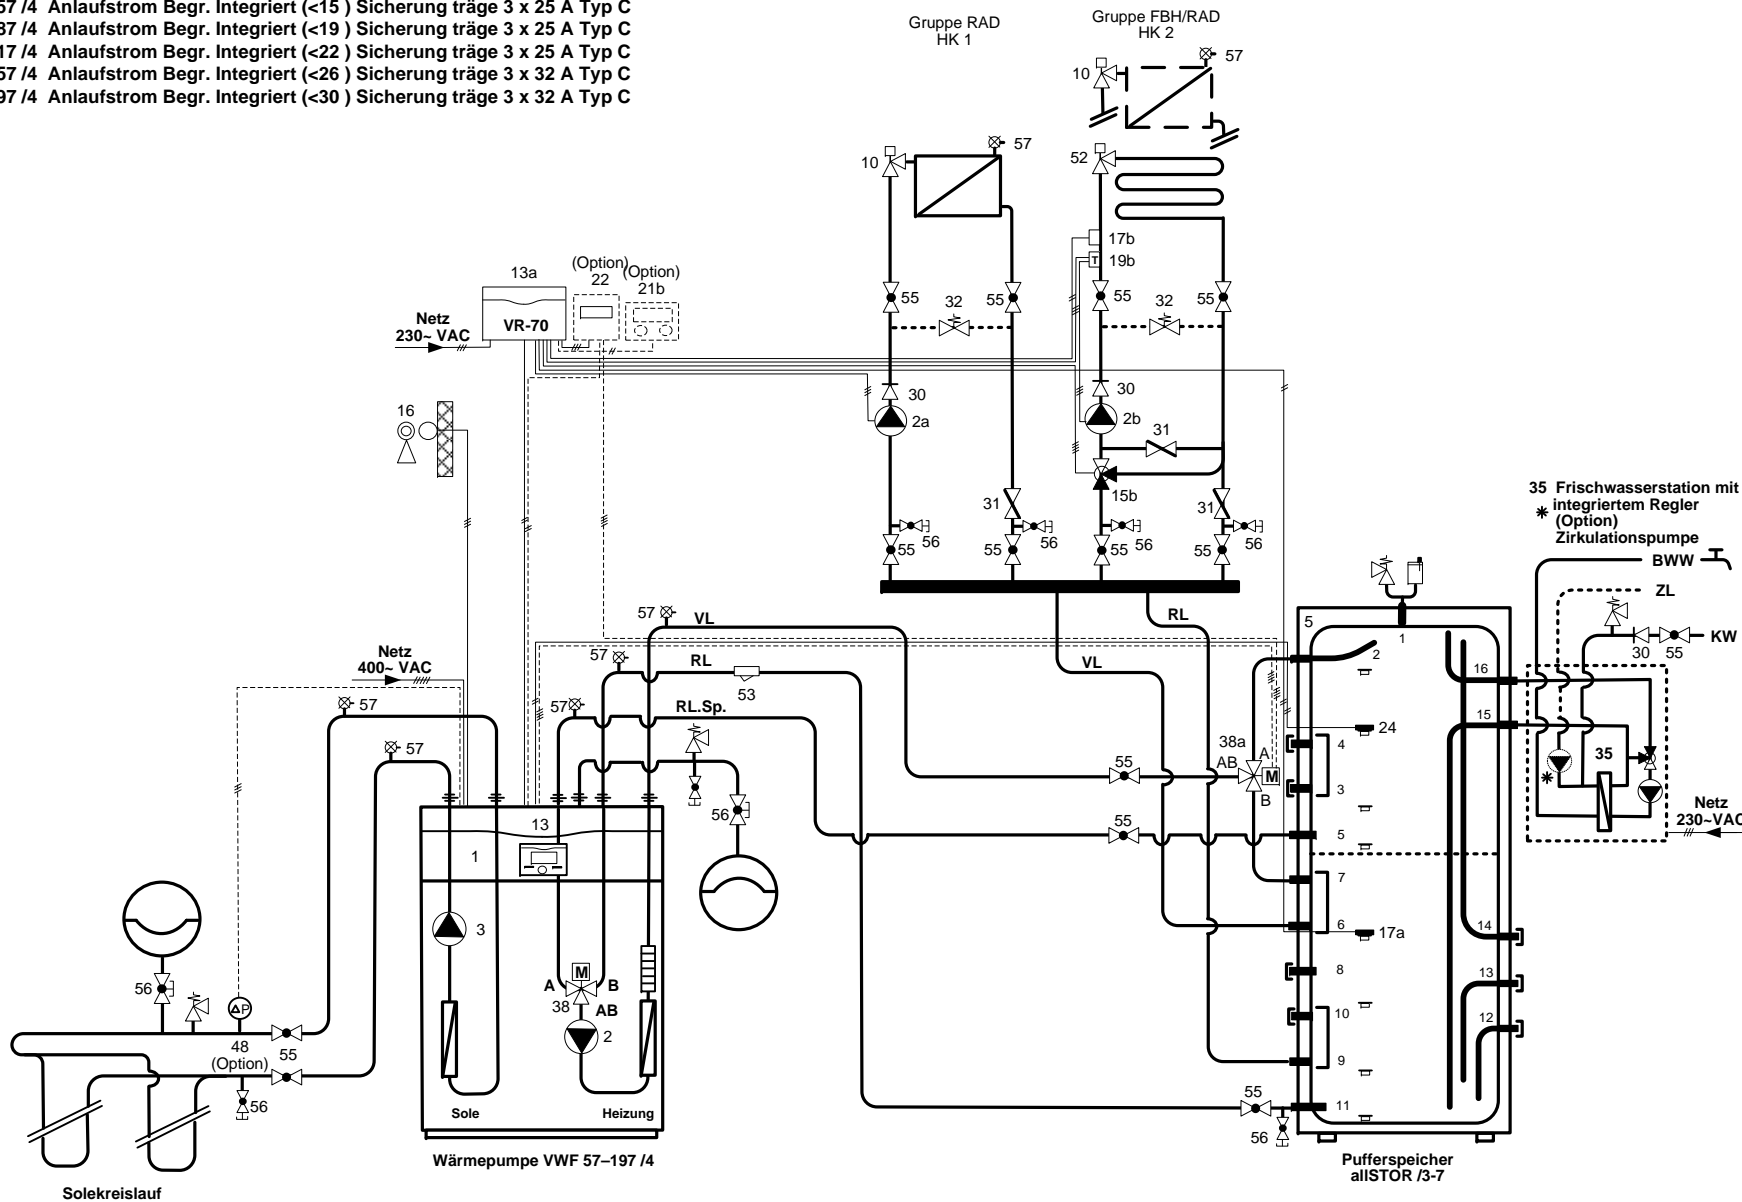 57 /4 Anlaufstrom Begr. Integriert (<15 ) Sicherung träge 3 x 25 A Typ C
87 /4 Anlaufstrom Begr. Integriert (<19 ) Sicherung träge 3 x 25 A Typ C
17 /4 Anlaufstrom Begr. Integriert (<22 ) Sicherung träge 3 x 25 A Typ C
57 /4 Anlaufstrom Begr. Integriert (<26 ) Sicherung träge 3 x 32 A Typ C
97 /4 Anlaufstrom Begr. Integriert (<30 ) Sicherung träge 3 x 32 A Typ C
Gruppe RAD
HK 1
Gruppe FBH/RAD
HK 2
57
10
57
10
52
17b
T 19b
13a
(Option)
22
(Option)
21b
VR-70
Netz
230~ VAC
55
32
55
55
32
55
30
2a
30
2b
31
15b
16
31
31
56
56
56
56
55
55
55
55
35 Frischwasserstation mit
* integriertem Regler
(Option)
Zirkulationspumpe
BWW
ZL
KW
30
55
57
VL
RL
VL
57
RL
53
57
RL.Sp.
Netz
400~ VAC
57
57
55
38a
A
AB
M
B
55
56
13
1
3
M
A
B
38
AB
2
Sole
Heizung
Wärmepumpe VWF 57–197 /4
56
ΔP
48
(Option)
55
56
Solekreislauf
5
1
2
16
15
24
4
3
5
7
6
17a
8
10
9
11
14
13
12
55
56
35
*
Netz
230~VAC
Pufferspeicher
allSTOR /3-7